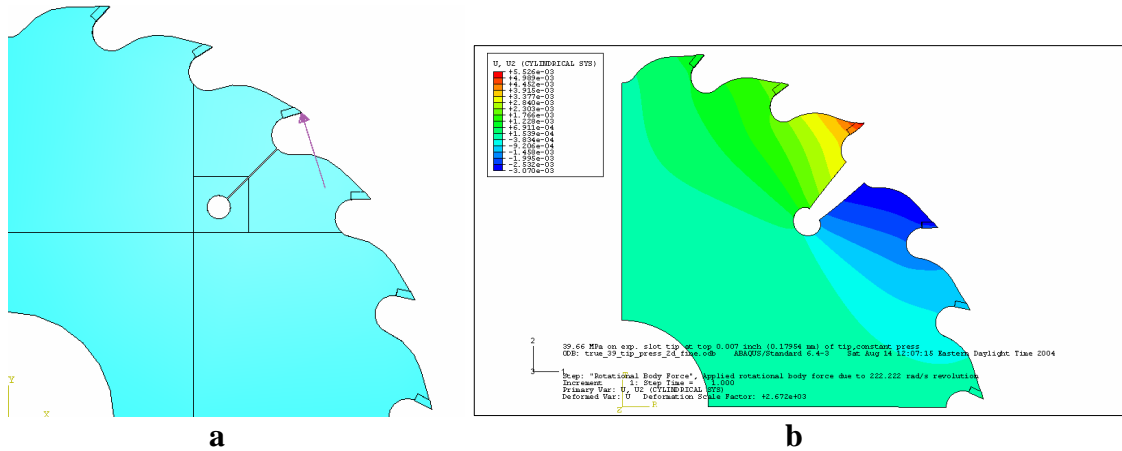 Y
X
a
U, U2 (CYLINDRICAL SYS)
+5.526e-03
+4.989e-03
+4.452e-03
+3.915e-03
+3.377e-03
+2.840e-03
+2.303e-03
+1.766e-03
+1.228e-03
+6.911e-04
+1.539e-04
-3.834e-04
-9.206e-04
-1.458e-03
-1.995e-03
-2.532e-03
-3.070e-03
2
3
1
39.66 MPa on exp. slot tip at top 0.007 inch (0.17954 mm) of tip,constant press
ODB: true_39_tip_press_2d_fine.odb ABAQUS/Standard 6.4-3 Sat Aug 14 12:07:15 Eastern Daylight Time 2004
Step: "Rotational Body Force", Applied rotational body force due to 222.222 rad/s revolution
Increment 1: Step Time = 1.000
Primary Var: U, U2 (CYLINDRICAL SYS)
Deformed Var: U Deformation Scale Factor: +2.672e+03
T
Z
R
b